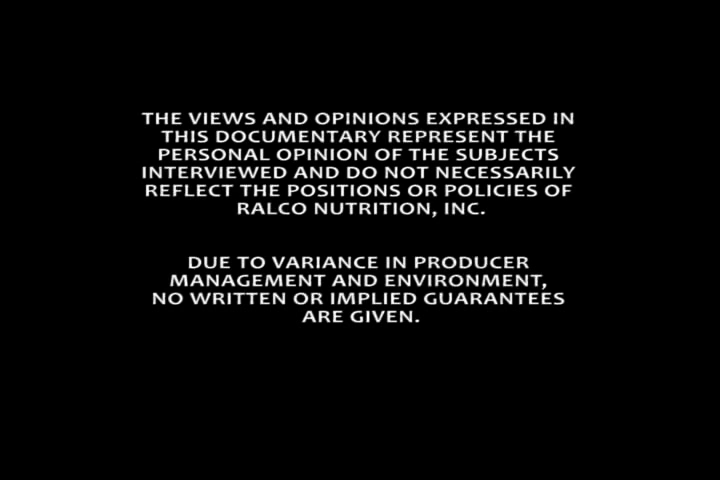 THE VIEWS AND OPINIONS EXPRESSED IN
THIS DOCUMENTARY REPRESENT THE
PERSONAL OPINION OF THE SUBJECTS
INTERVIEWED AND DO NOT NECESSARILY
REFLECT THE POSITIONS OR POLICIES OF
RALCO NUTRITION, INC.
DUE TO VARIANCE IN PRODUCER
MANAGEMENT AND ENVIRONMENT,
NO WRITTEN OR IMPLIED GUARANTEES
ARE GIVEN.